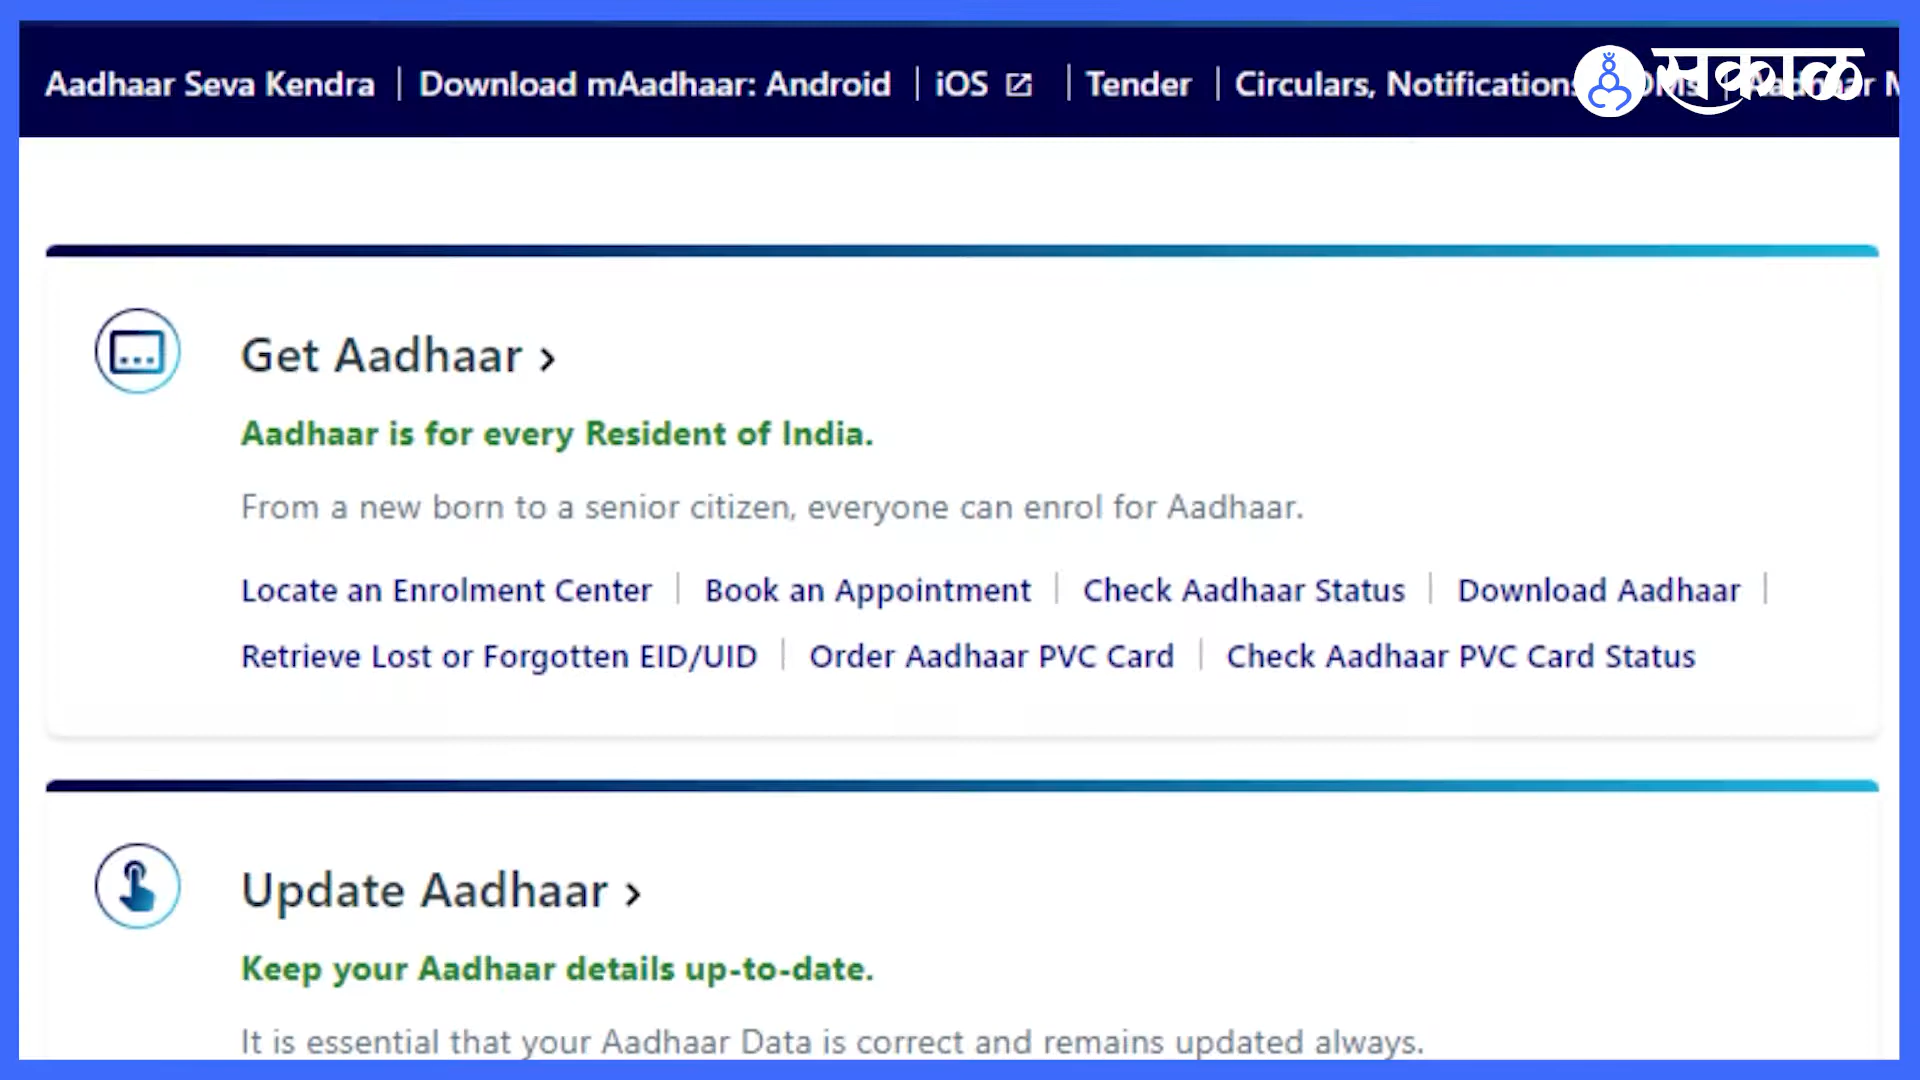 Aadhaar Seva Kendra | Download mAadhaar: Android | iOS | Tender | Circulars, Notifications
सकाळ
Get Aadhaar >
Aadhaar is for every Resident of India.
From a new born to a senior citizen, everyone can enrol for Aadhaar.
Locate an Enrolment Center | Book an Appointment | Check Aadhaar Status | Download Aadhaar |
Retrieve Lost or Forgotten EID/UID | Order Aadhaar PVC Card | Check Aadhaar PVC Card Status
Update Aadhaar >
Keep your Aadhaar details up-to-date.
It is essential that your Aadhaar Data is correct and remains updated always.